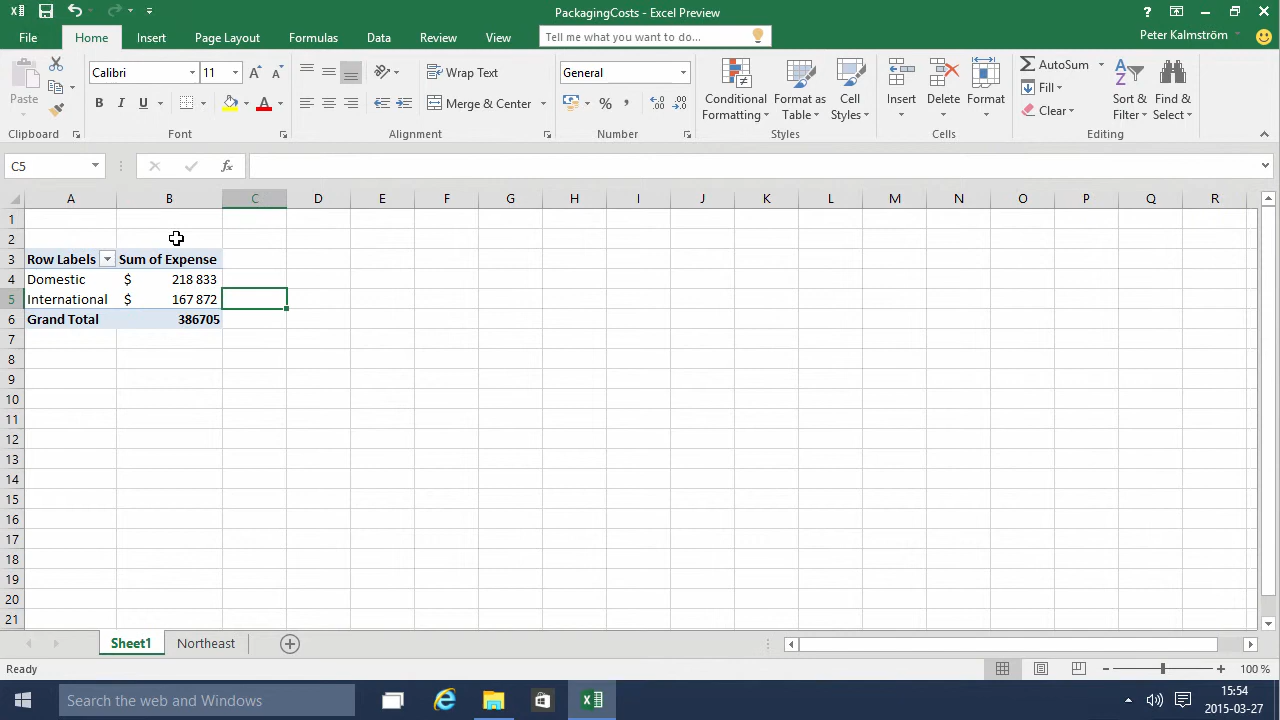 PackagingCosts - Excel Preview
?
File Home Insert Page Layout Formulas Data Review View Tell me what you want to do... Peter Kalmström
Paste
Calibri 11 A A
B I U A
Wrap Text
Merge & Center
General
% ,
Conditional Formatting
Format as Table
Cell Styles
Insert Delete Format
AutoSum
Fill
Clear
Sort & Filter
Find & Select
Clipboard Font Alignment Number Styles Cells Editing
C5 fx
A B C D E F G H I J K L M N O P Q R
1
2
3 Row Labels Sum of Expense
4 Domestic $ 218 833
5 International $ 167 872
6 Grand Total 386705
7
8
9
10
11
12
13
14
15
16
17
18
19
20
21
Sheet1 Northeast
Ready 100 %
Search the web and Windows
15:54
2015-03-27